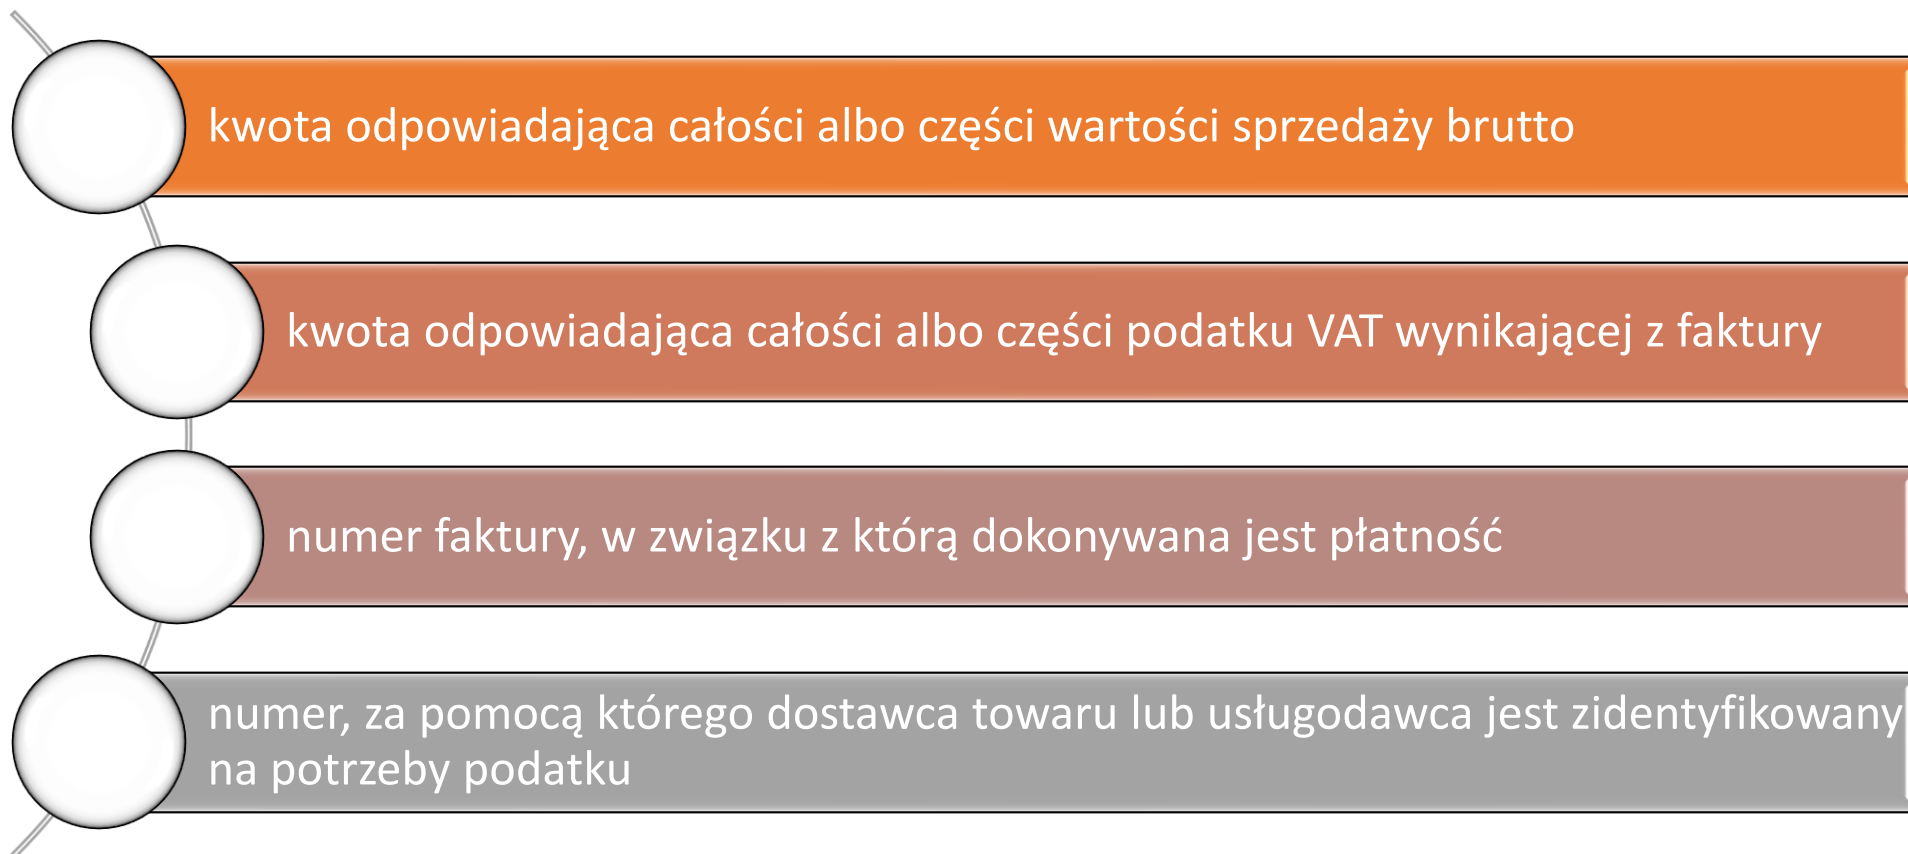 kwota odpowiadająca całości albo części wartości sprzedaży brutto
kwota odpowiadająca całości albo części podatku VAT wynikającej z faktury
numer faktury, w związku z którą dokonywana jest płatność
numer, za pomocą którego dostawca towaru lub usługodawca jest zidentyfikowany
na potrzeby podatku